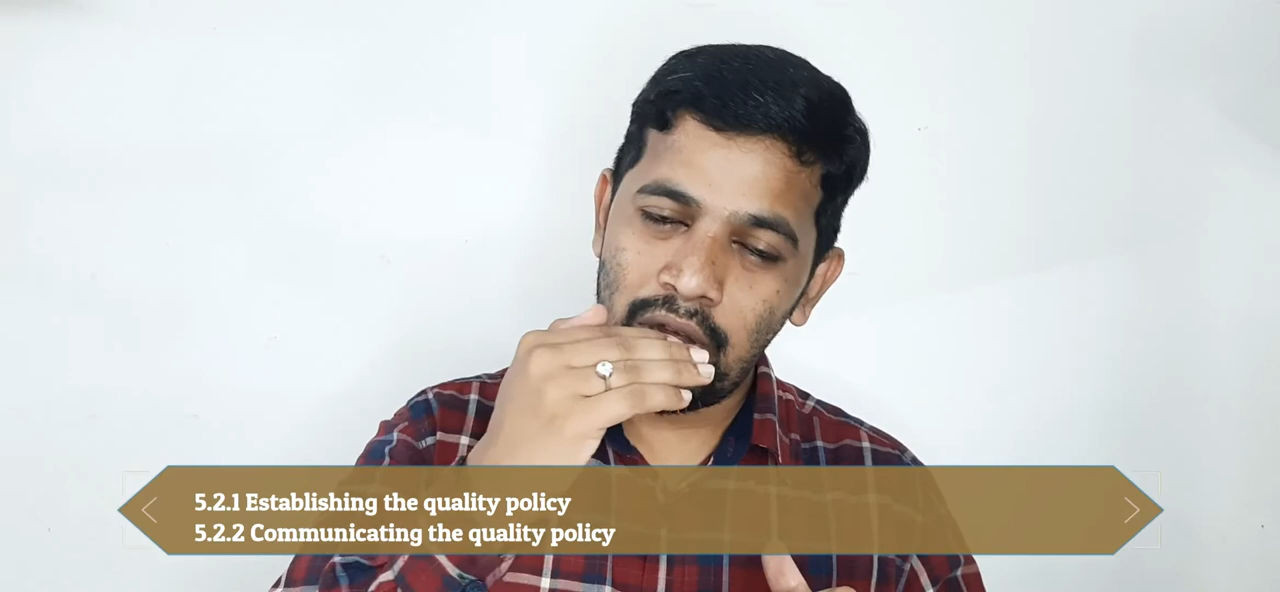 5.2.1 Establishing the quality policy
5.2.2 Communicating the quality policy